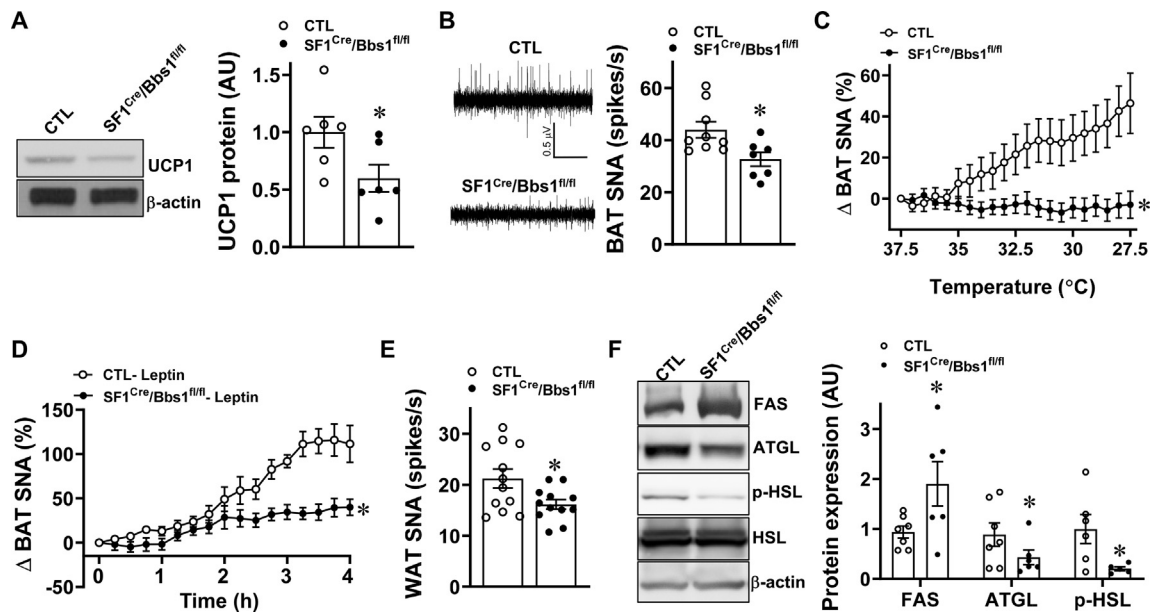 A
CTL
SF1Cre/Bbs1fl/fl
UCP1
β-actin
CTL
SF1Cre/Bbs1fl/fl
UCP1 protein (AU)
1.5
1.0
0.5
0.0
*
B
CTL
0.5 µV
SF1Cre/Bbs1fl/fl
CTL
SF1Cre/Bbs1fl/fl
BAT SNA (spikes/s)
60
40
20
0
*
C
CTL
SF1Cre/Bbs1fl/fl
Δ BAT SNA (%)
60
40
20
0
*
37.5 35 32.5 30 27.5
Temperature (°C)
D
CTL- Leptin
SF1Cre/Bbs1fl/fl- Leptin
Δ BAT SNA (%)
150
100
50
0
-50
*
0 1 2 3 4
Time (h)
E
CTL
SF1Cre/Bbs1fl/fl
WAT SNA (spikes/s)
30
20
10
0
*
F
CTL
SF1Cre/Bbs1fl/fl
FAS
ATGL
p-HSL
HSL
β-actin
CTL
SF1Cre/Bbs1fl/fl
Protein expression (AU)
3
2
1
0
* * *
FAS ATGL p-HSL